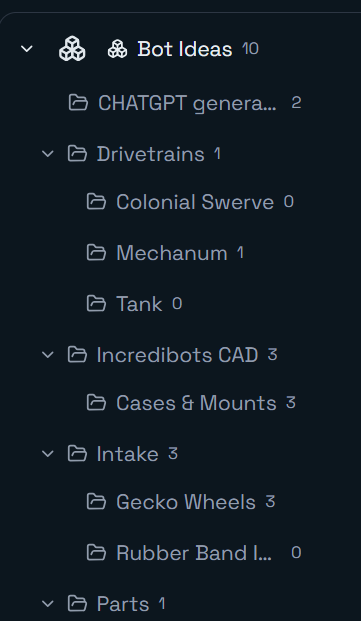 Bot Ideas 10
CHATGPT genera... 2
Drivetrains 1
Colonial Swerve 0
Mechanum 1
Tank 0
Incredibots CAD 3
Cases & Mounts 3
Intake 3
Gecko Wheels 3
Rubber Band I... 0
Parts 1